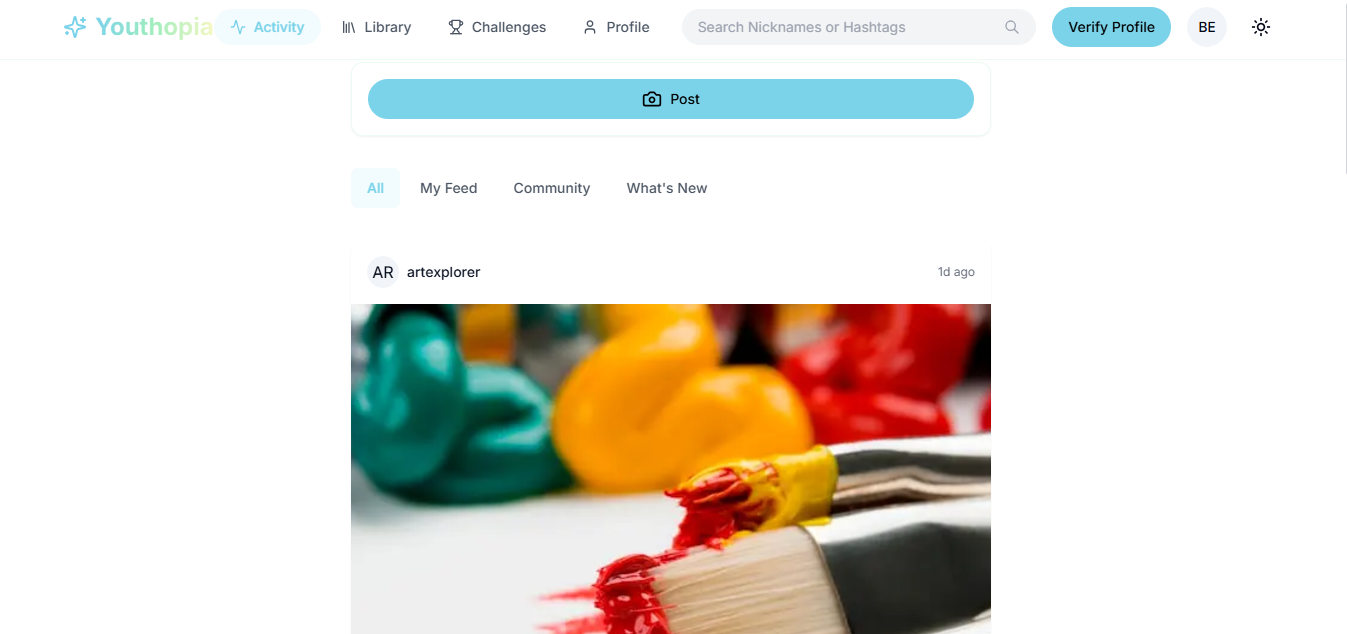 Youthopia Activity Library Challenges Profile Search Nicknames or Hashtags Verify Profile BE
Post
All My Feed Community What's New
AR artexplorer 1d ago